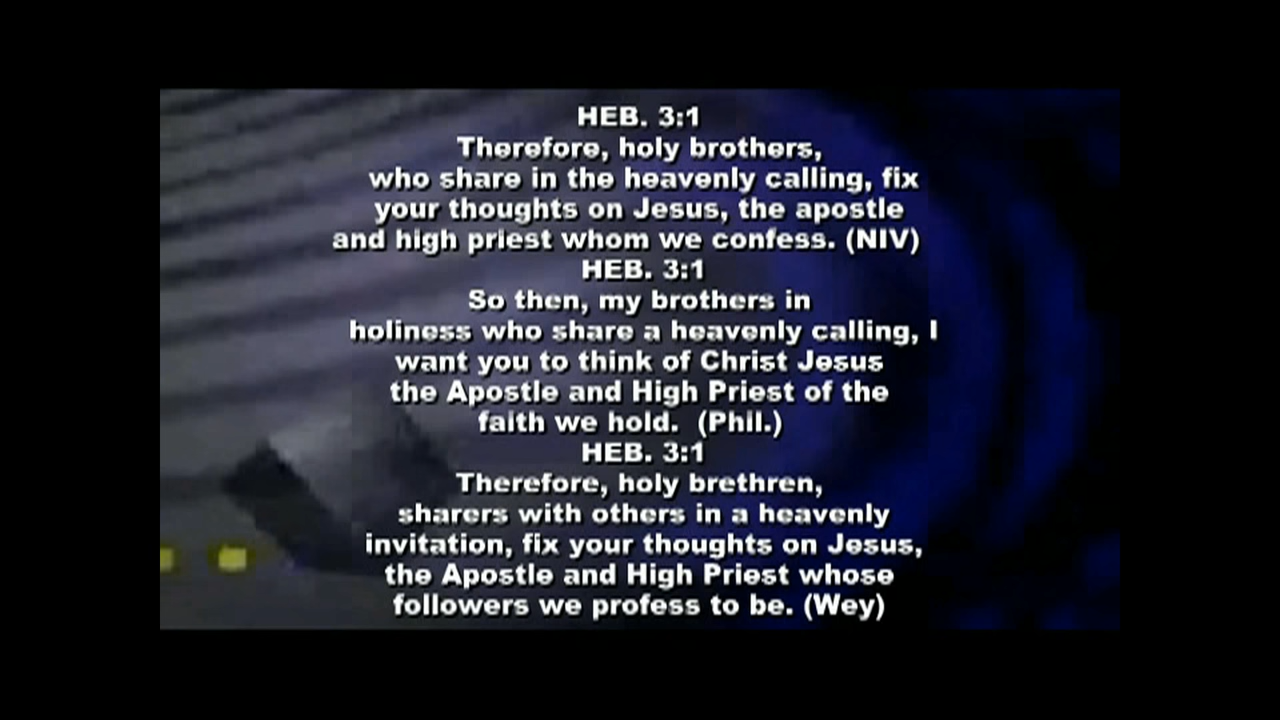 HEB. 3:1
Therefore, holy brothers,
who share in the heavenly calling, fix
your thoughts on Jesus, the apostle
and high priest whom we confess. (NIV)
HEB. 3:1
So then, my brothers in
holiness who share a heavenly calling, I
want you to think of Christ Jesus
the Apostle and High Priest of the
faith we hold.  (Phil.)
HEB. 3:1
Therefore, holy brethren,
sharers with others in a heavenly
invitation, fix your thoughts on Jesus,
the Apostle and High Priest whose
followers we profess to be. (Wey)